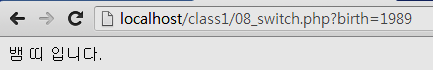 localhost/class1/08_switch.php?birth=1989
뱀 띠 입니다.